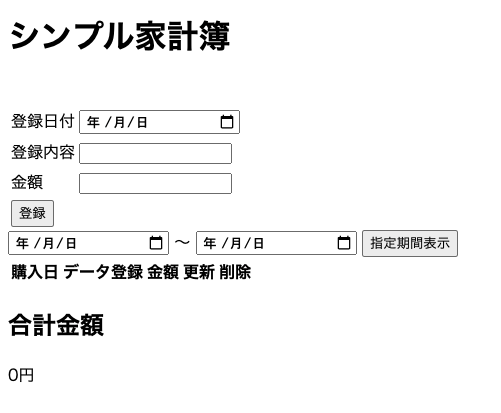 シンプル家計簿
登録日付 年 /月/日
登録内容
金額
登録
年 /月/日 ～ 年 /月/日 指定期間表示
購入日 データ登録 金額 更新 削除
合計金額
0円